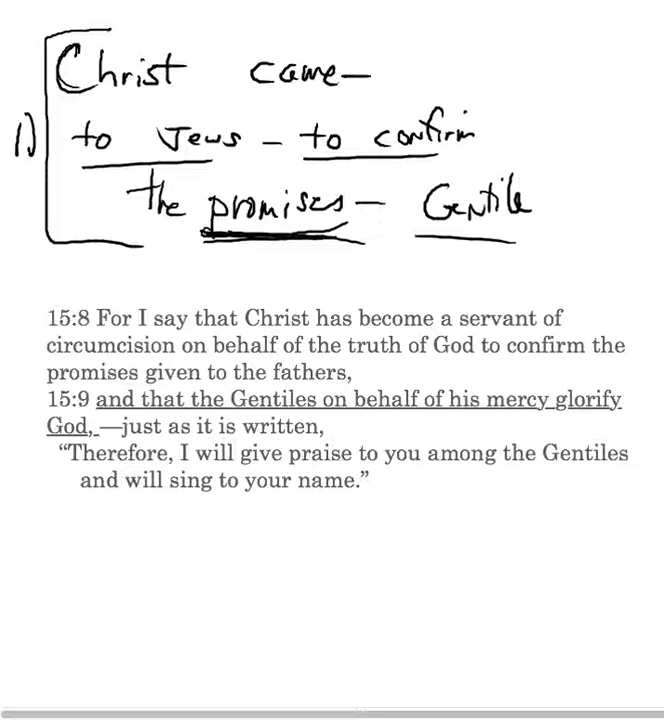 Christ came—
1) to Jews – to confirm
the promises – Gentile
15:8 For I say that Christ has become a servant of
circumcision on behalf of the truth of God to confirm the
promises given to the fathers,
15:9 and that the Gentiles on behalf of his mercy glorify
God, —just as it is written,
“Therefore, I will give praise to you among the Gentiles
and will sing to your name.”